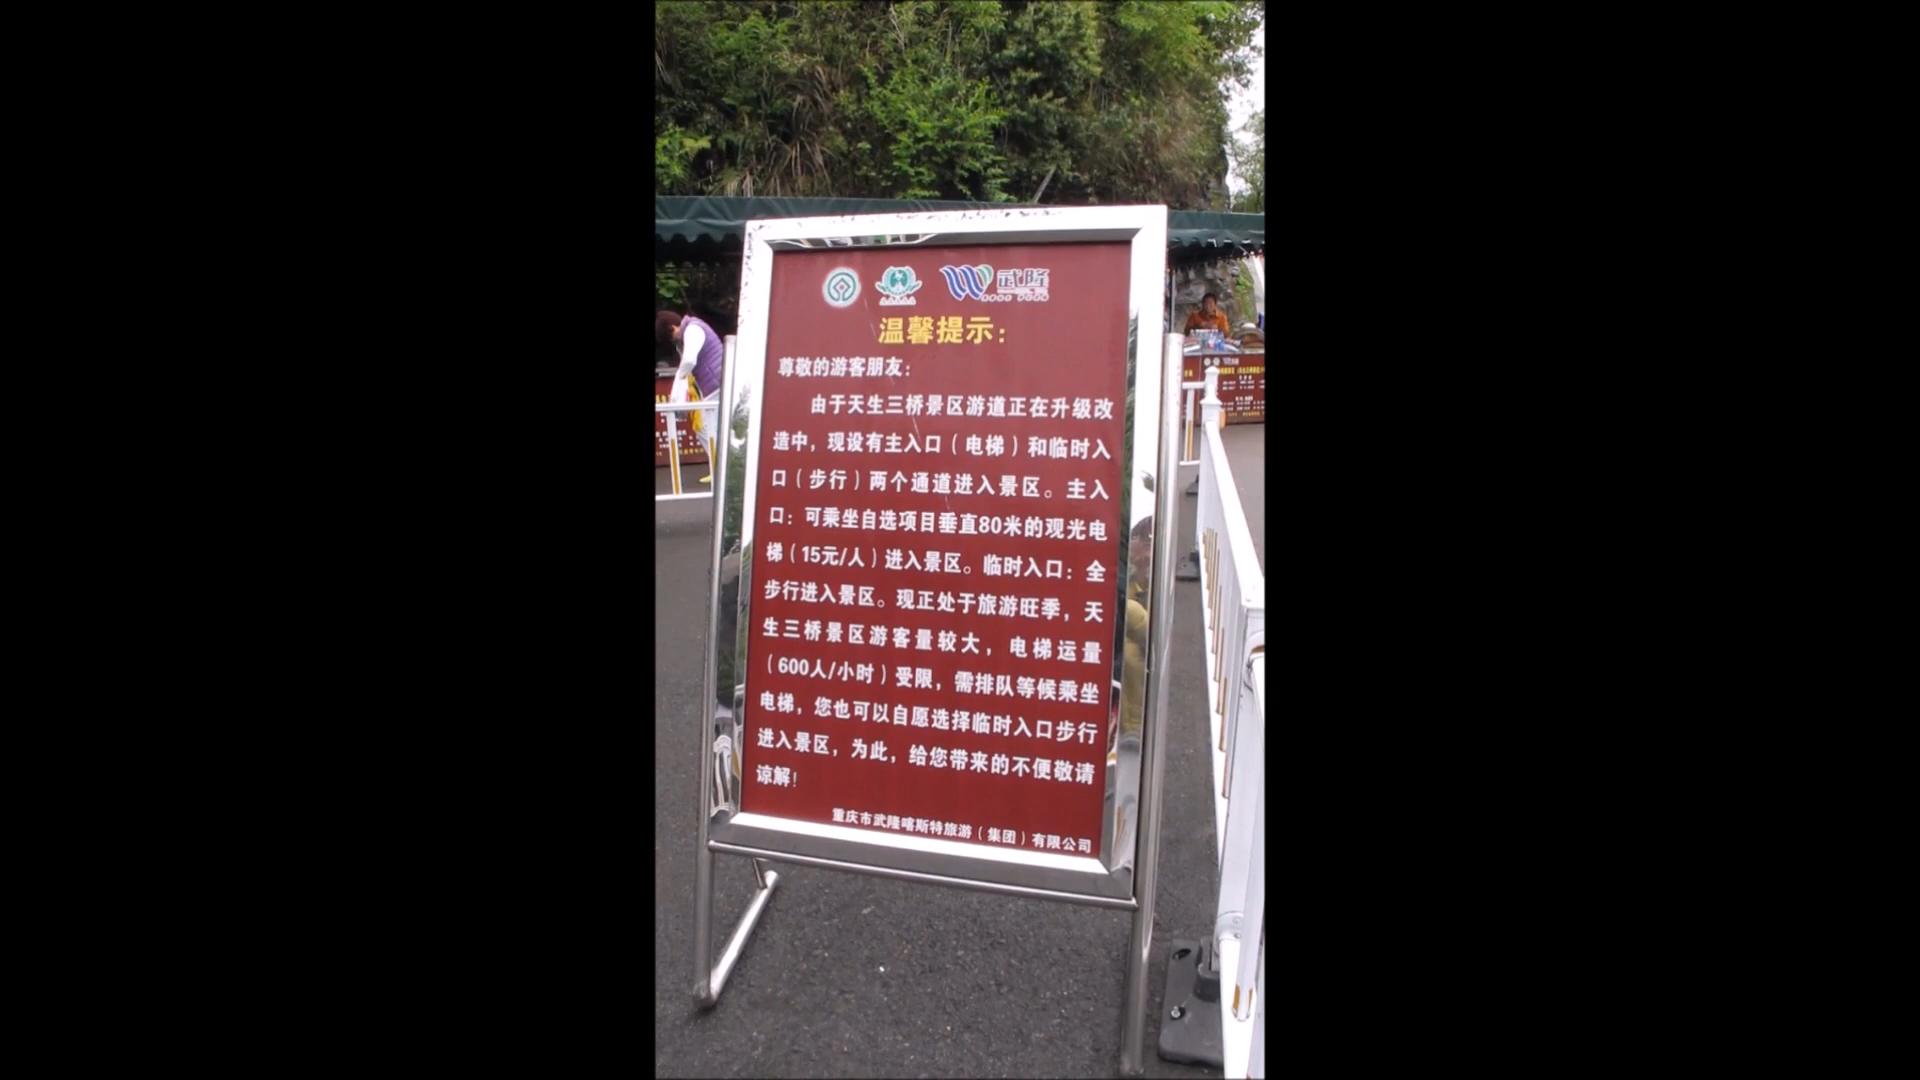 武隆
温馨提示：
尊敬的游客朋友：
由于天生三桥景区游道正在升级改
造中，现设有主入口（电梯）和临时入
口（步行）两个通道进入景区。主入
口：可乘坐自选项目垂直80米的观光电
梯（15元/人）进入景区。临时入口：全
步行进入景区。现正处于旅游旺季，天
生三桥景区游客量较大，电梯运量
（600人/小时）受限，需排队等候乘坐
电梯，您也可以自愿选择临时入口步行
进入景区，为此，给您带来的不便敬请
谅解！
重庆市武隆喀斯特旅游（集团）有限公司